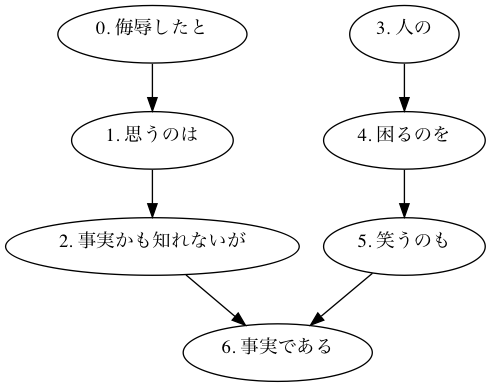 0. 侮辱したと
3. 人の
1. 思うのは
4. 困るのを
2. 事実かも知れないが
5. 笑うのも
6. 事実である